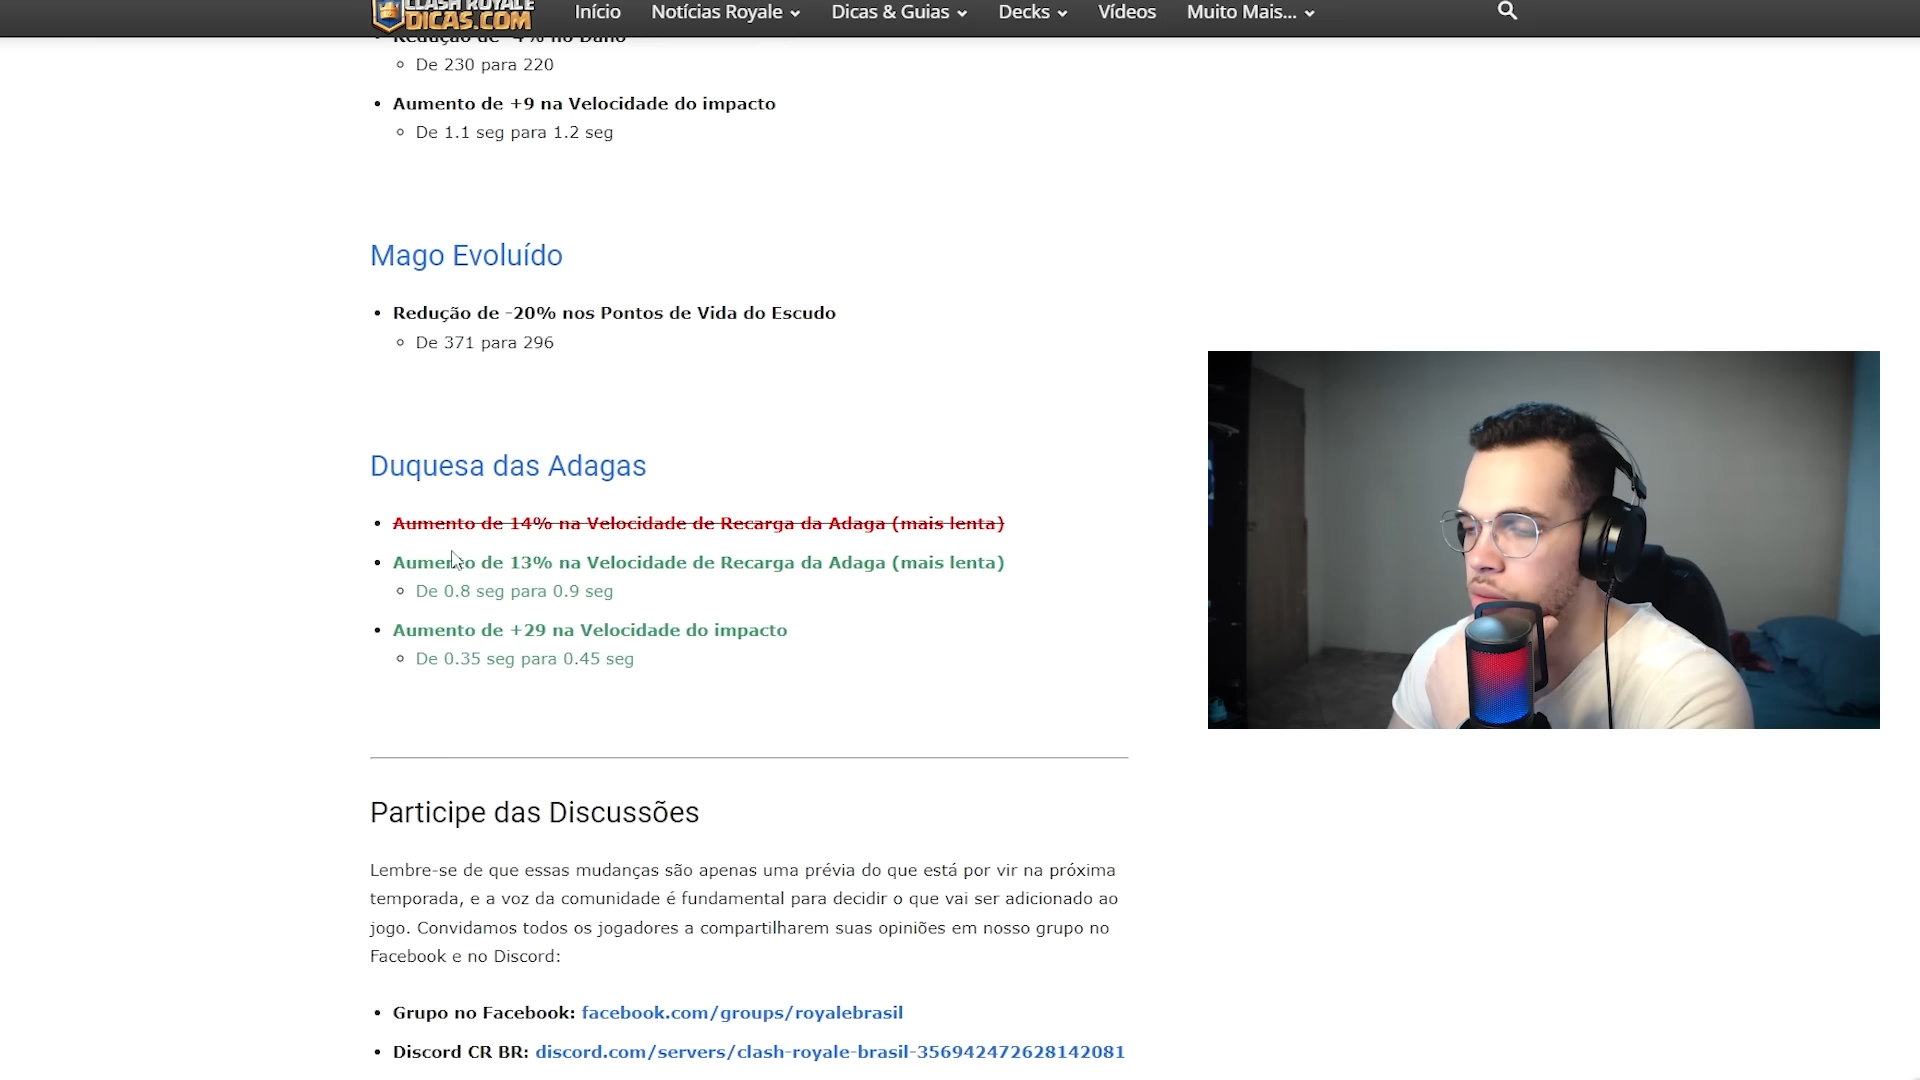 CLASH ROYALE
DICAS.COM
Início
Notícias Royale
Dicas & Guias
Decks
Vídeos
Muito Mais...
Redução de -4% no Dano
De 230 para 220
Aumento de +9 na Velocidade do impacto
De 1.1 seg para 1.2 seg
Mago Evoluído
Redução de -20% nos Pontos de Vida do Escudo
De 371 para 296
Duquesa das Adagas
Aumento de 14% na Velocidade de Recarga da Adaga (mais lenta)
Aumento de 13% na Velocidade de Recarga da Adaga (mais lenta)
De 0.8 seg para 0.9 seg
Aumento de +29 na Velocidade do impacto
De 0.35 seg para 0.45 seg
Participe das Discussões
Lembre-se de que essas mudanças são apenas uma prévia do que está por vir na próxima
temporada, e a voz da comunidade é fundamental para decidir o que vai ser adicionado ao
jogo. Convidamos todos os jogadores a compartilharem suas opiniões em nosso grupo no
Facebook e no Discord:
Grupo no Facebook: facebook.com/groups/royalebrasil
Discord CR BR: discord.com/servers/clash-royale-brasil-356942472628142081